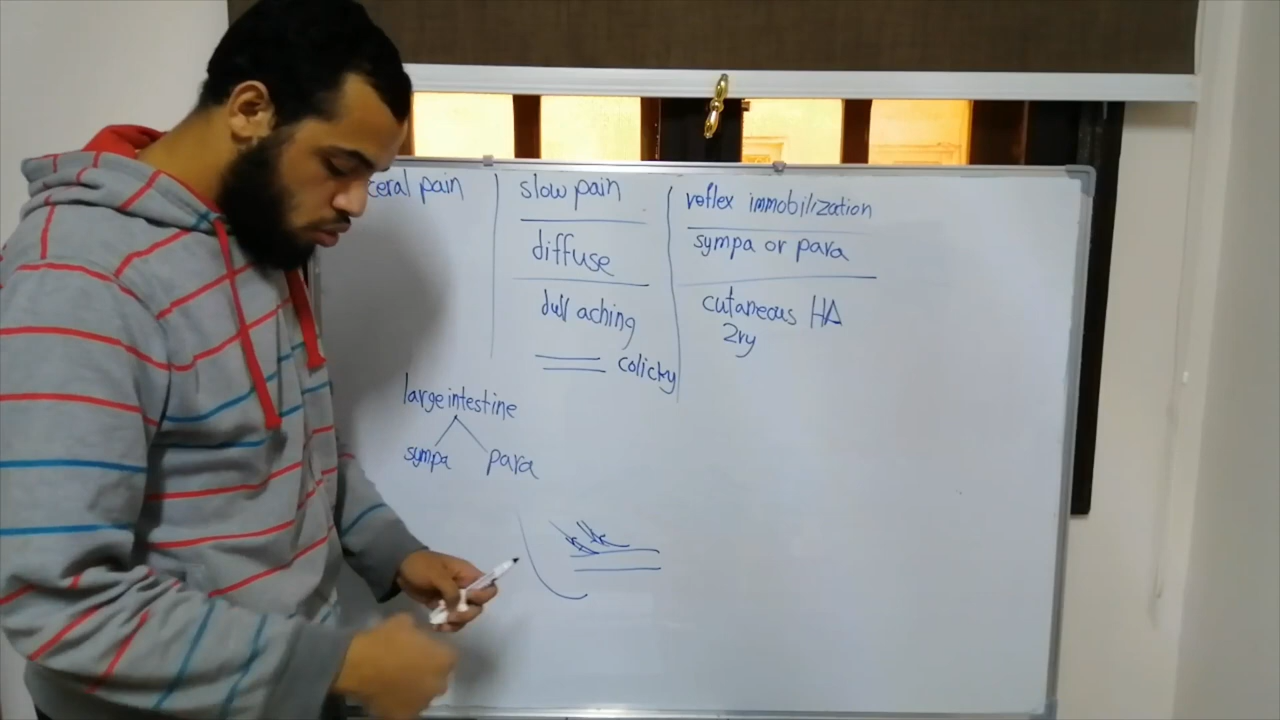 ceral pain
slow pain
diffuse
dull aching
colicky
reflex immobilization
sympa or para
cutaneous HA
2ry
large intestine
sympa para